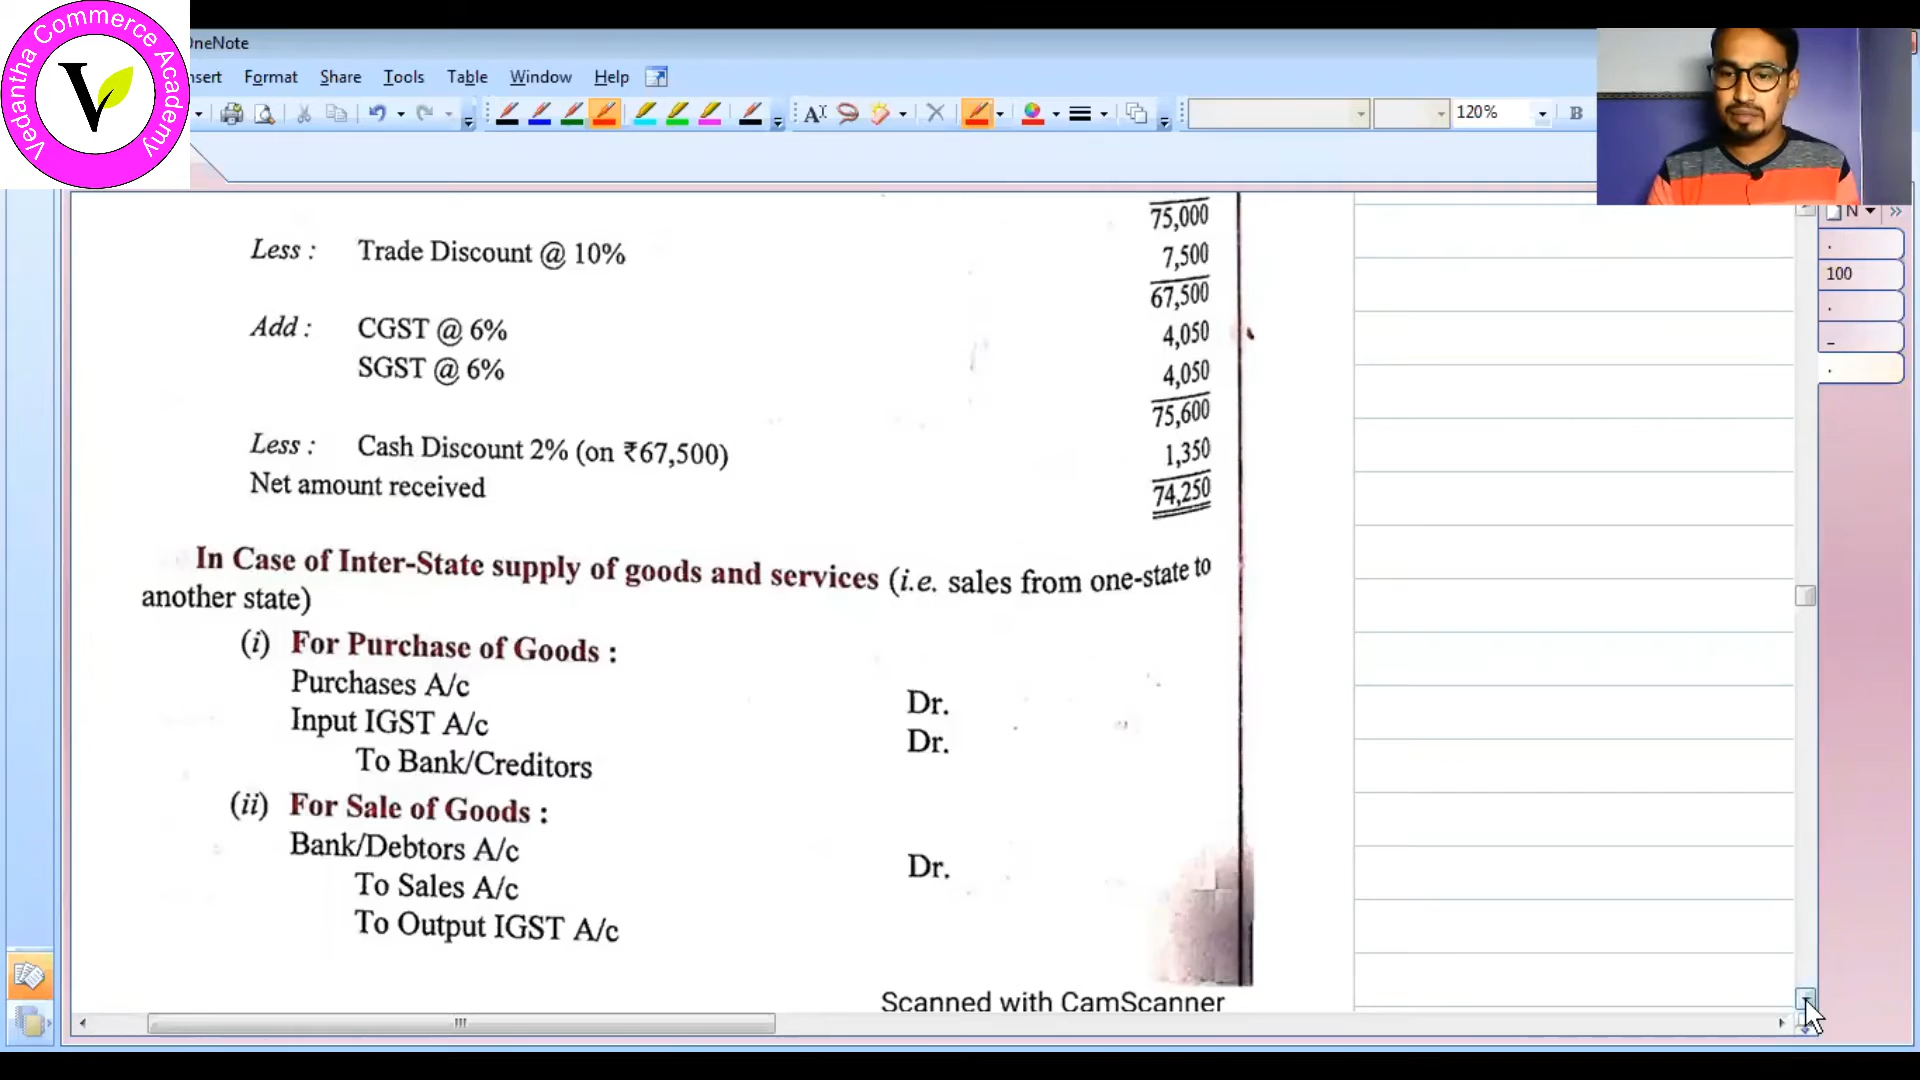 Vedantha Commerce Academy
V
OneNote
nsert Format Share Tools Table Window Help
120% B
N
.
100
.
_
.
75,000
Less : Trade Discount @ 10% 7,500
67,500
Add : CGST @ 6% 4,050
SGST @ 6% 4,050
75,600
Less : Cash Discount 2% (on ₹67,500) 1,350
Net amount received 74,250
In Case of Inter-State supply of goods and services (i.e. sales from one-state to
another state)
(i) For Purchase of Goods :
Purchases A/c Dr.
Input IGST A/c Dr.
To Bank/Creditors
(ii) For Sale of Goods :
Bank/Debtors A/c Dr.
To Sales A/c
To Output IGST A/c
Scanned with CamScanner